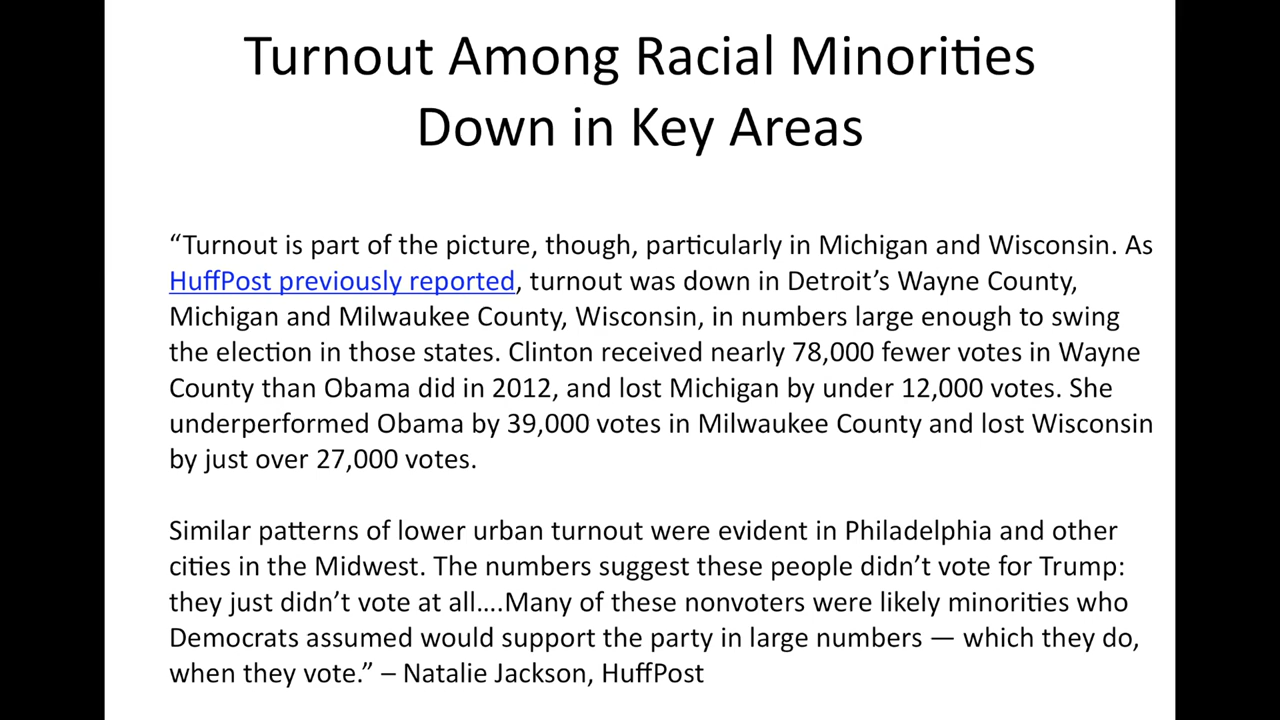 Turnout Among Racial Minorities
Down in Key Areas
“Turnout is part of the picture, though, particularly in Michigan and Wisconsin. As
HuffPost previously reported, turnout was down in Detroit’s Wayne County,
Michigan and Milwaukee County, Wisconsin, in numbers large enough to swing
the election in those states. Clinton received nearly 78,000 fewer votes in Wayne
County than Obama did in 2012, and lost Michigan by under 12,000 votes. She
underperformed Obama by 39,000 votes in Milwaukee County and lost Wisconsin
by just over 27,000 votes.
Similar patterns of lower urban turnout were evident in Philadelphia and other
cities in the Midwest. The numbers suggest these people didn’t vote for Trump:
they just didn’t vote at all….Many of these nonvoters were likely minorities who
Democrats assumed would support the party in large numbers — which they do,
when they vote.” – Natalie Jackson, HuffPost